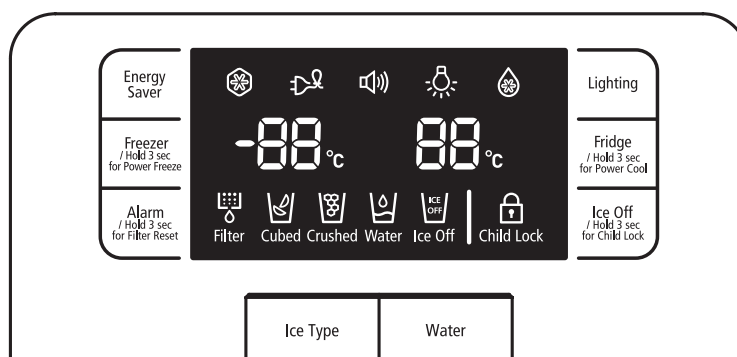 Energy
Saver
Lighting
-88°C
88°C
Freezer
/ Hold 3 sec
for Power Freeze
Fridge
/ Hold 3 sec
for Power Cool
Alarm
/ Hold 3 sec
for Filter Reset
ICE
OFF
Filter Cubed Crushed Water Ice Off Child Lock
Ice Off
/ Hold 3 sec
for Child Lock
Ice Type
Water